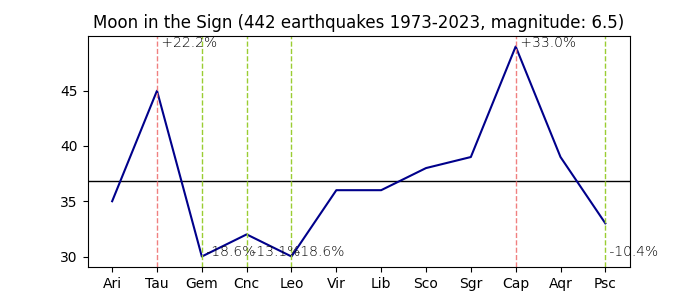 Moon in the Sign (442 earthquakes 1973-2023, magnitude: 6.5)
+22.2% +33.0%
45
40
35
30
-18.6% -13.1% -18.6% -10.4%
Ari Tau Gem Cnc Leo Vir Lib Sco Sgr Cap Aqr Psc